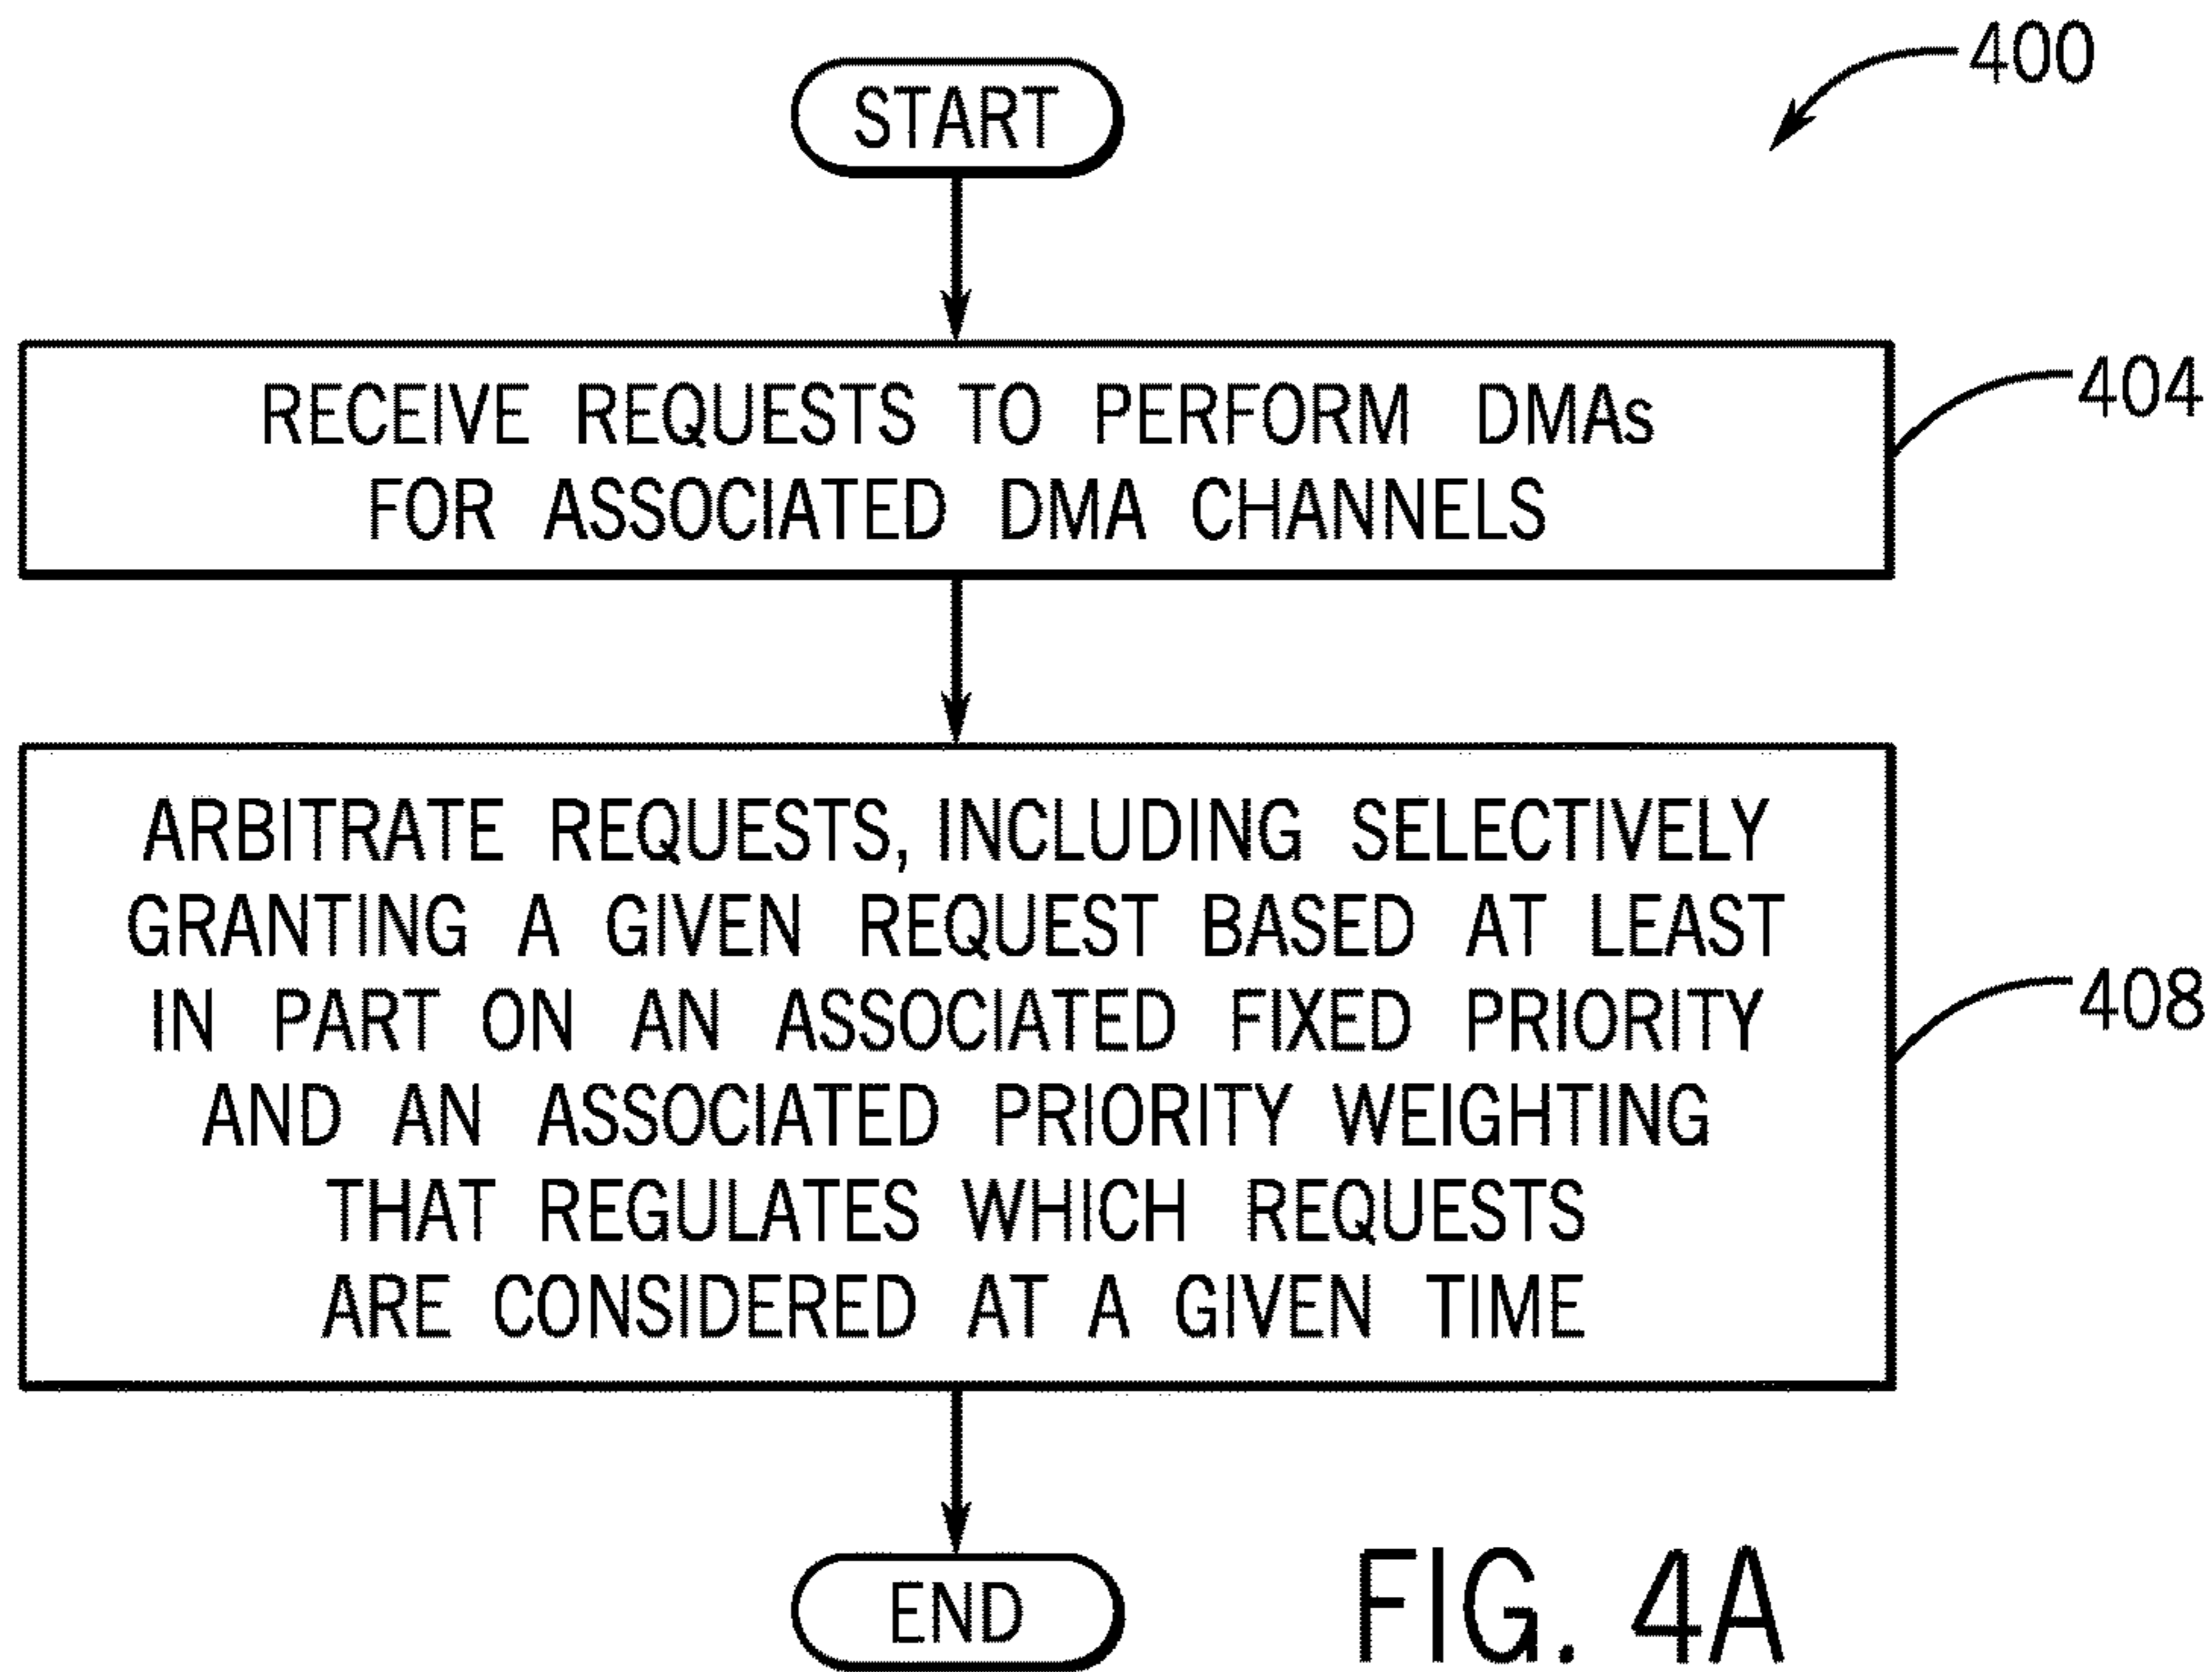 400
START
RECEIVE REQUESTS TO PERFORM DMAs
FOR ASSOCIATED DMA CHANNELS
404
ARBITRATE REQUESTS, INCLUDING SELECTIVELY
GRANTING A GIVEN REQUEST BASED AT LEAST
IN PART ON AN ASSOCIATED FIXED PRIORITY
AND AN ASSOCIATED PRIORITY WEIGHTING
THAT REGULATES WHICH REQUESTS
ARE CONSIDERED AT A GIVEN TIME
408
END
FIG. 4A